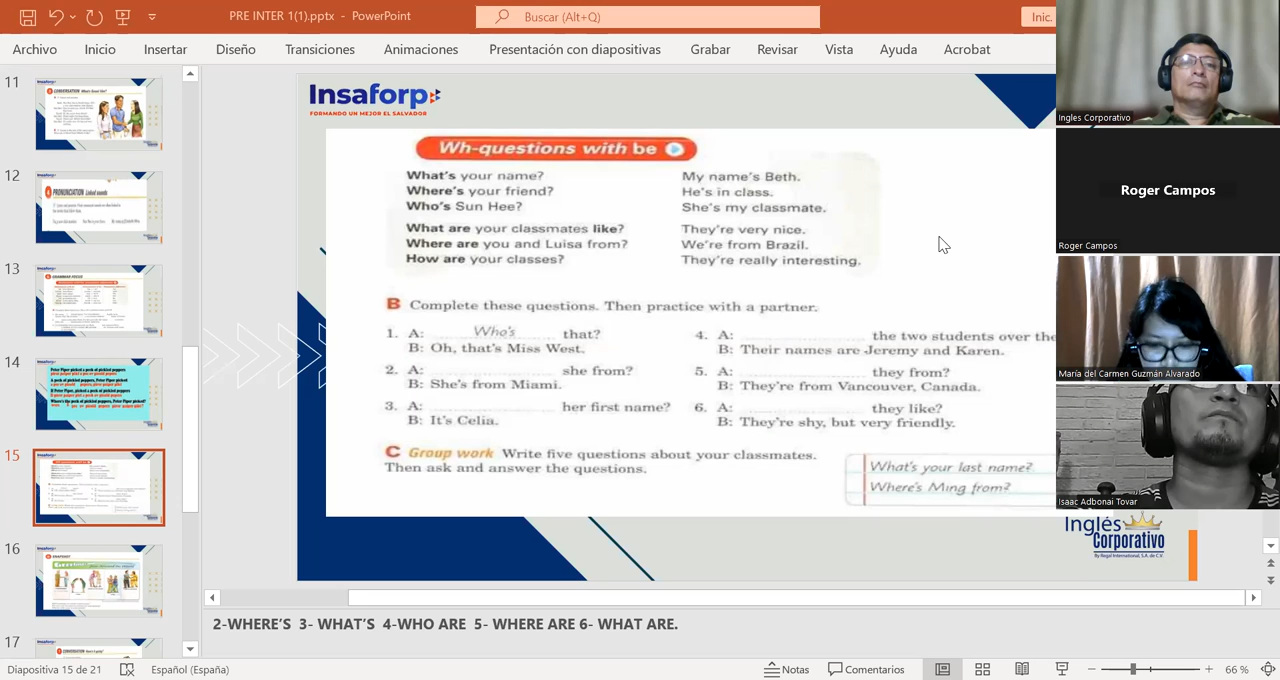 PRE INTER 1(1).pptx - PowerPoint
Buscar (Alt+Q)
Inic.
Archivo Inicio Insertar Diseño Transiciones Animaciones Presentación con diapositivas Grabar Revisar Vista Ayuda Acrobat
11
12
13
14
15
16
17
Insaforp
FORMANDO UN MEJOR EL SALVADOR
Wh-questions with be
What's your name? My name's Beth.
Where's your friend? He's in class.
Who's Sun Hee? She's my classmate.
What are your classmates like? They're very nice.
Where are you and Luisa from? We're from Brazil.
How are your classes? They're really interesting.
B Complete these questions. Then practice with a partner.
1. A: Who's that?
B: Oh, that's Miss West.
2. A: she from?
B: She's from Miami.
3. A: her first name?
B: It's Celia.
4. A: the two students over the
B: Their names are Jeremy and Karen.
5. A: they from?
B: They're from Vancouver, Canada.
6. A: they like?
B: They're shy, but very friendly.
C Group work Write five questions about your classmates.
Then ask and answer the questions.
What's your last name?
Where's Ming from?
Inglés
Corporativo
By Regal International, S.A. de C.V.
Ingles Corporativo
Roger Campos
Roger Campos
María del Carmen Guzmán Alvarado
Isaac Adbonai Tovar
2-WHERE'S 3- WHAT'S 4-WHO ARE 5- WHERE ARE 6- WHAT ARE.
Diapositiva 15 de 21 Español (España) Notas Comentarios 66 %